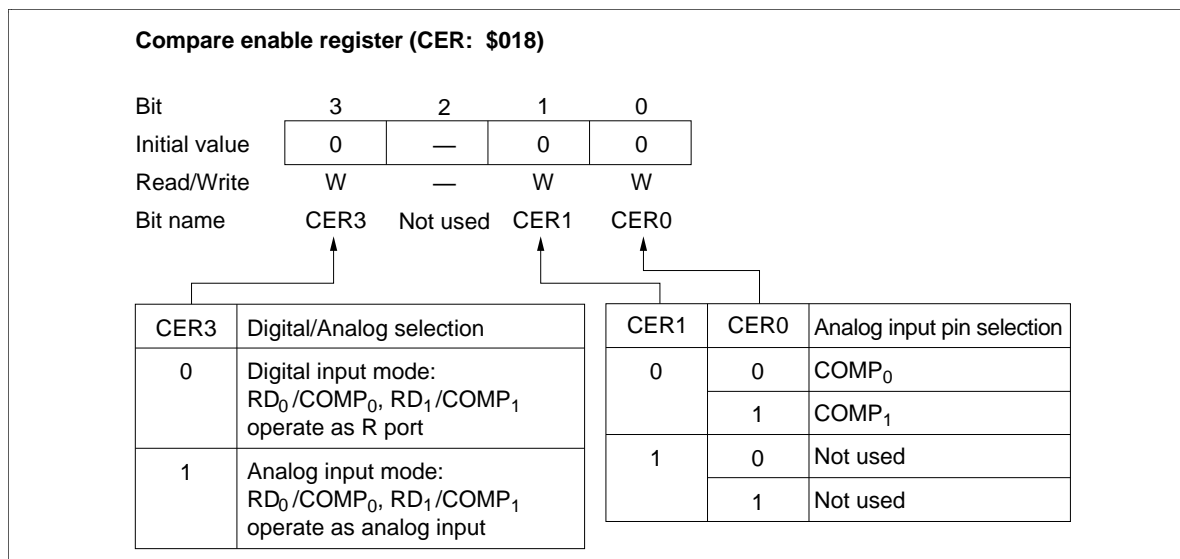 Compare enable register (CER: $018)
Bit 3 2 1 0
Initial value 0 — 0 0
Read/Write W — W W
Bit name CER3 Not used CER1 CER0
CER3 Digital/Analog selection
0 Digital input mode:
RD0/COMP0, RD1/COMP1
operate as R port
1 Analog input mode:
RD0/COMP0, RD1/COMP1
operate as analog input
CER1 CER0 Analog input pin selection
0 0 COMP0
1 COMP1
1 0 Not used
1 Not used